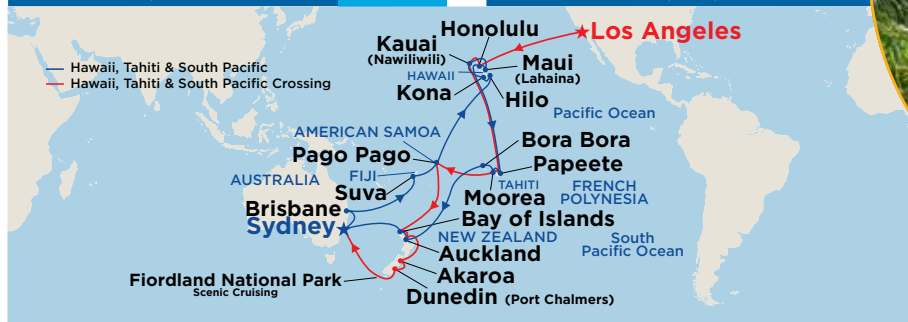 Honolulu
Los Angeles
Kauai
(Nawiliwili)
Maui
(Lahaina)
Hawaii, Tahiti & South Pacific
Hawaii, Tahiti & South Pacific Crossing
HAWAII
Kona
Hilo
Pacific Ocean
AMERICAN SAMOA
Bora Bora
Pago Pago
Papeete
FIJI
AUSTRALIA
TAHITI
FRENCH
POLYNESIA
Suva
Moorea
Brisbane
Bay of Islands
Sydney
NEW ZEALAND
South
Pacific Ocean
Auckland
Fiordland National Park
Scenic Cruising
Akaroa
Dunedin (Port Chalmers)